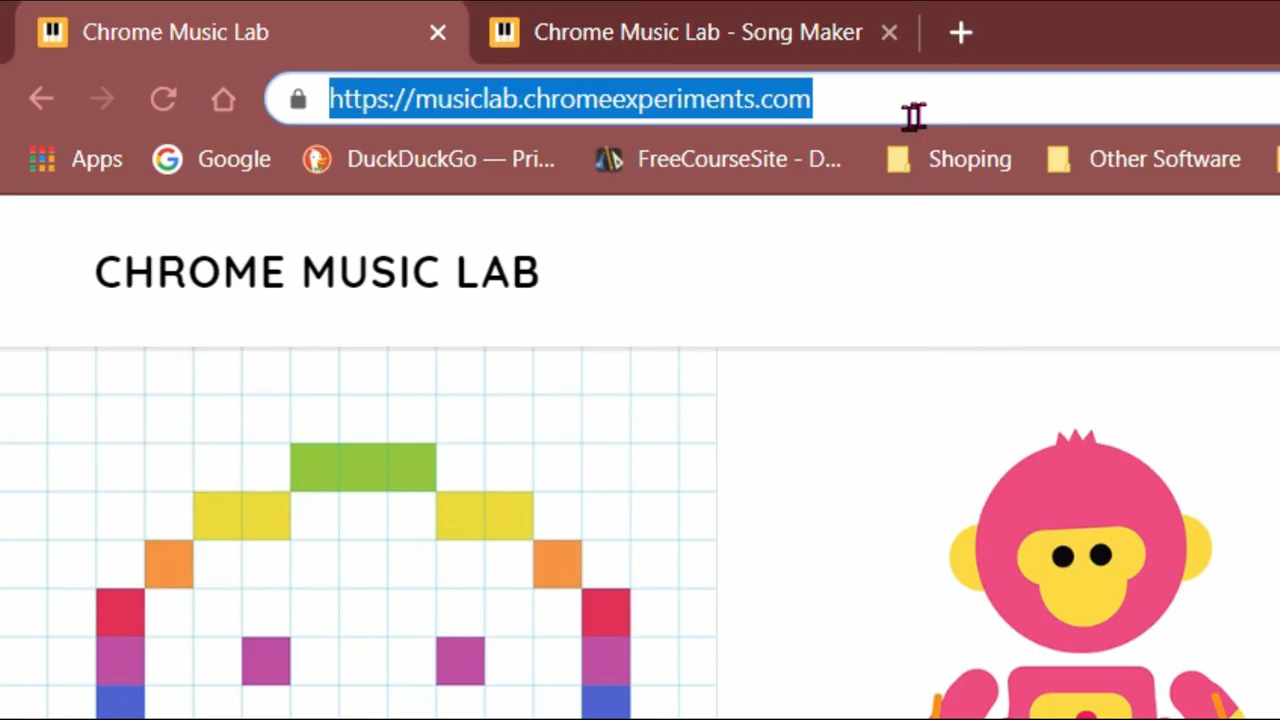 Chrome Music Lab
Chrome Music Lab - Song Maker
https://musiclab.chromeexperiments.com
Apps
Google
DuckDuckGo — Pri...
FreeCourseSite - D...
Shoping
Other Software
CHROME MUSIC LAB